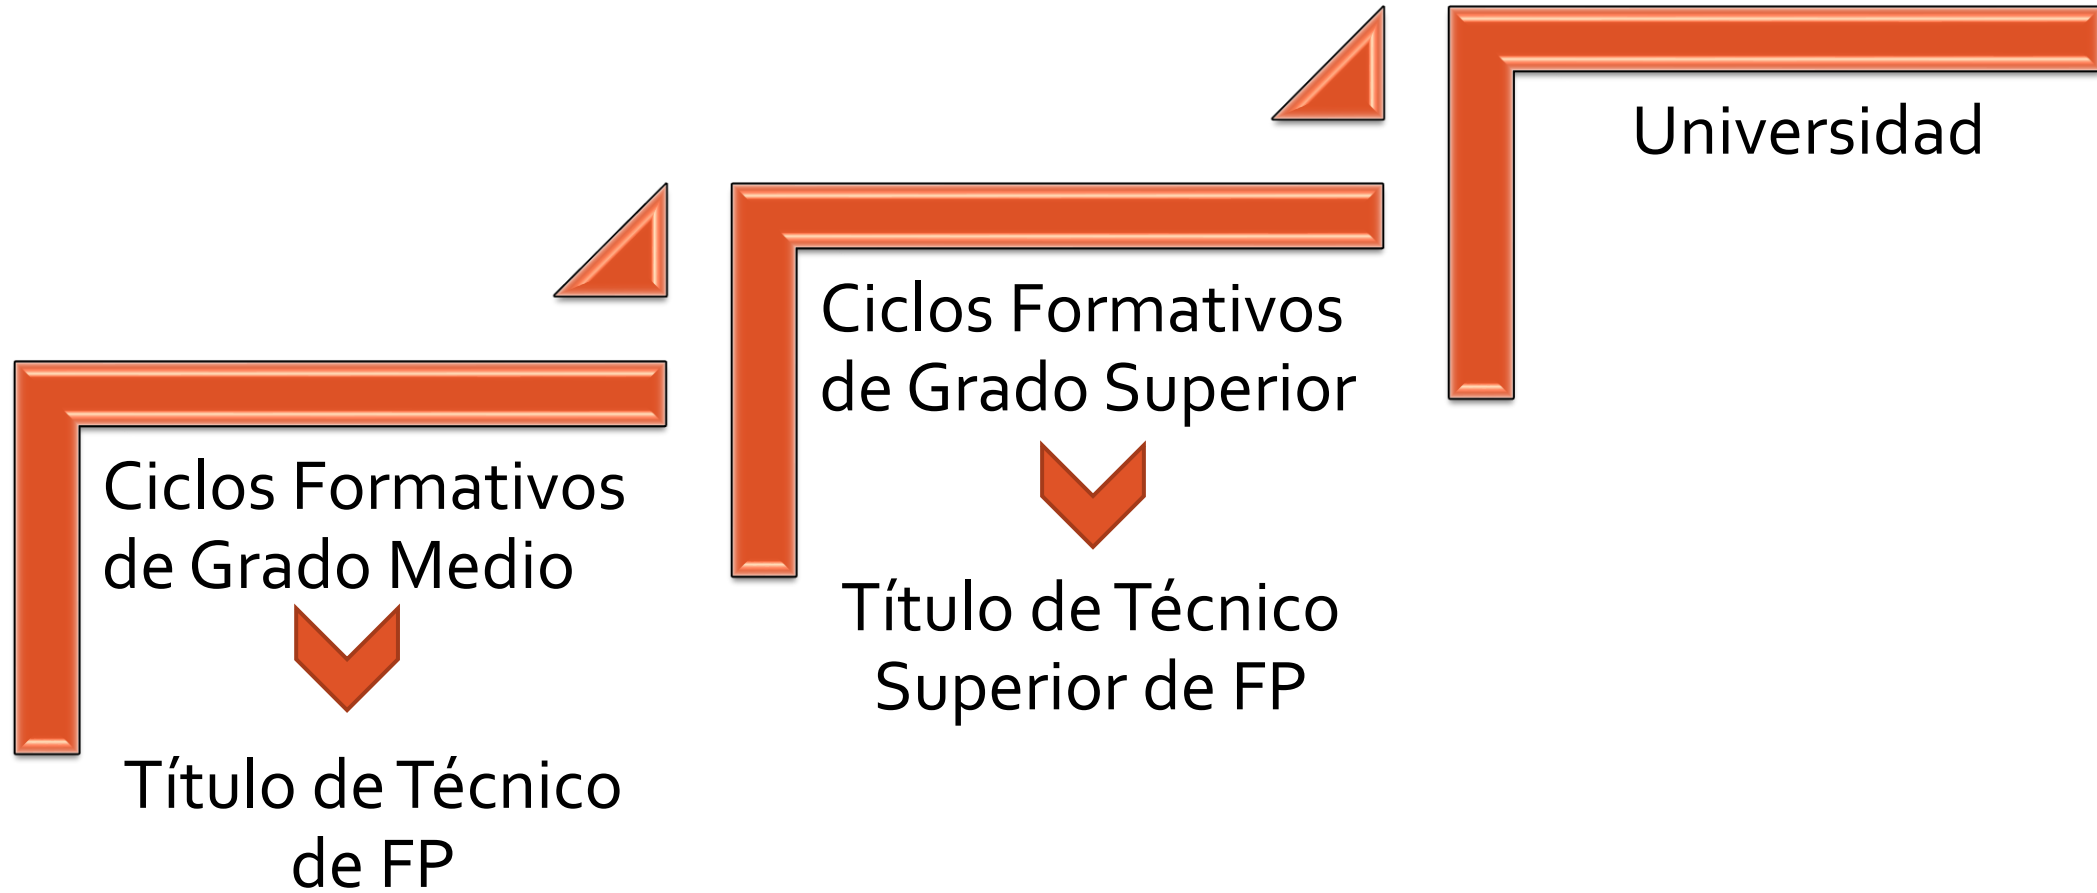 Ciclos Formativos
de Grado Medio
Título de Técnico
de FP
Ciclos Formativos
de Grado Superior
Título de Técnico
Superior de FP
Universidad